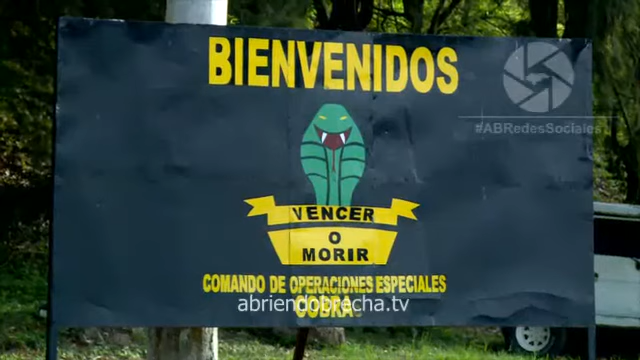 BIENVENIDOS
#ABRedesSociales
VENCER
O
MORIR
COMANDO DE OPERACIONES ESPECIALES
COBRA
abriendobrecha.tv